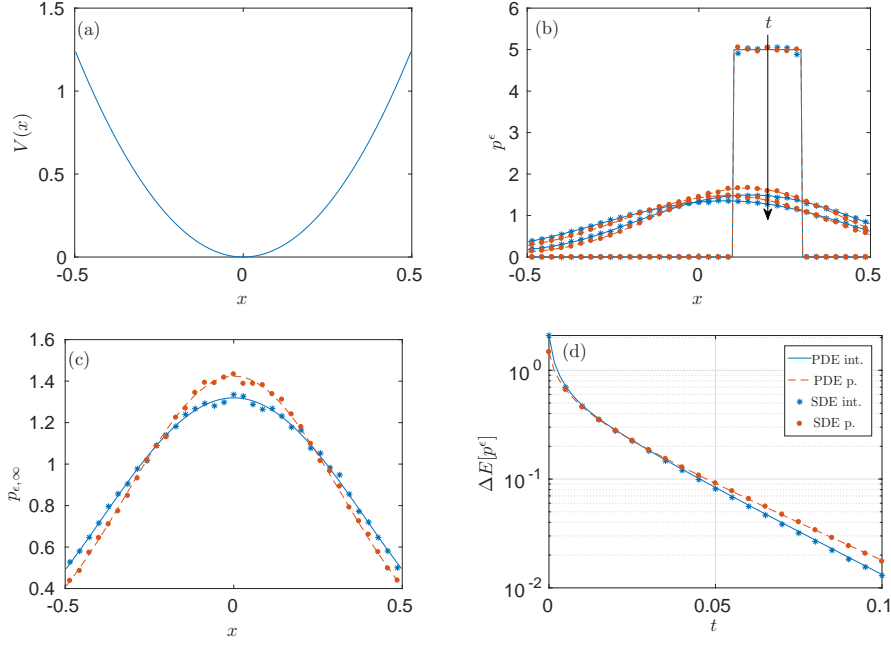 (a)
1.5
1
0.5
0
-0.5
0
0.5
V(x)
x
(b)
t
6
5
4
3
2
1
0
-0.5
0
0.5
p^ϵ
x
(c)
1.6
1.4
1.2
1
0.8
0.6
0.4
-0.5
0
0.5
p_{ϵ,∞}
x
(d)
10^0
10^{-1}
10^{-2}
0
0.05
0.1
ΔE[p^ϵ]
t
PDE int.
PDE p.
SDE int.
SDE p.